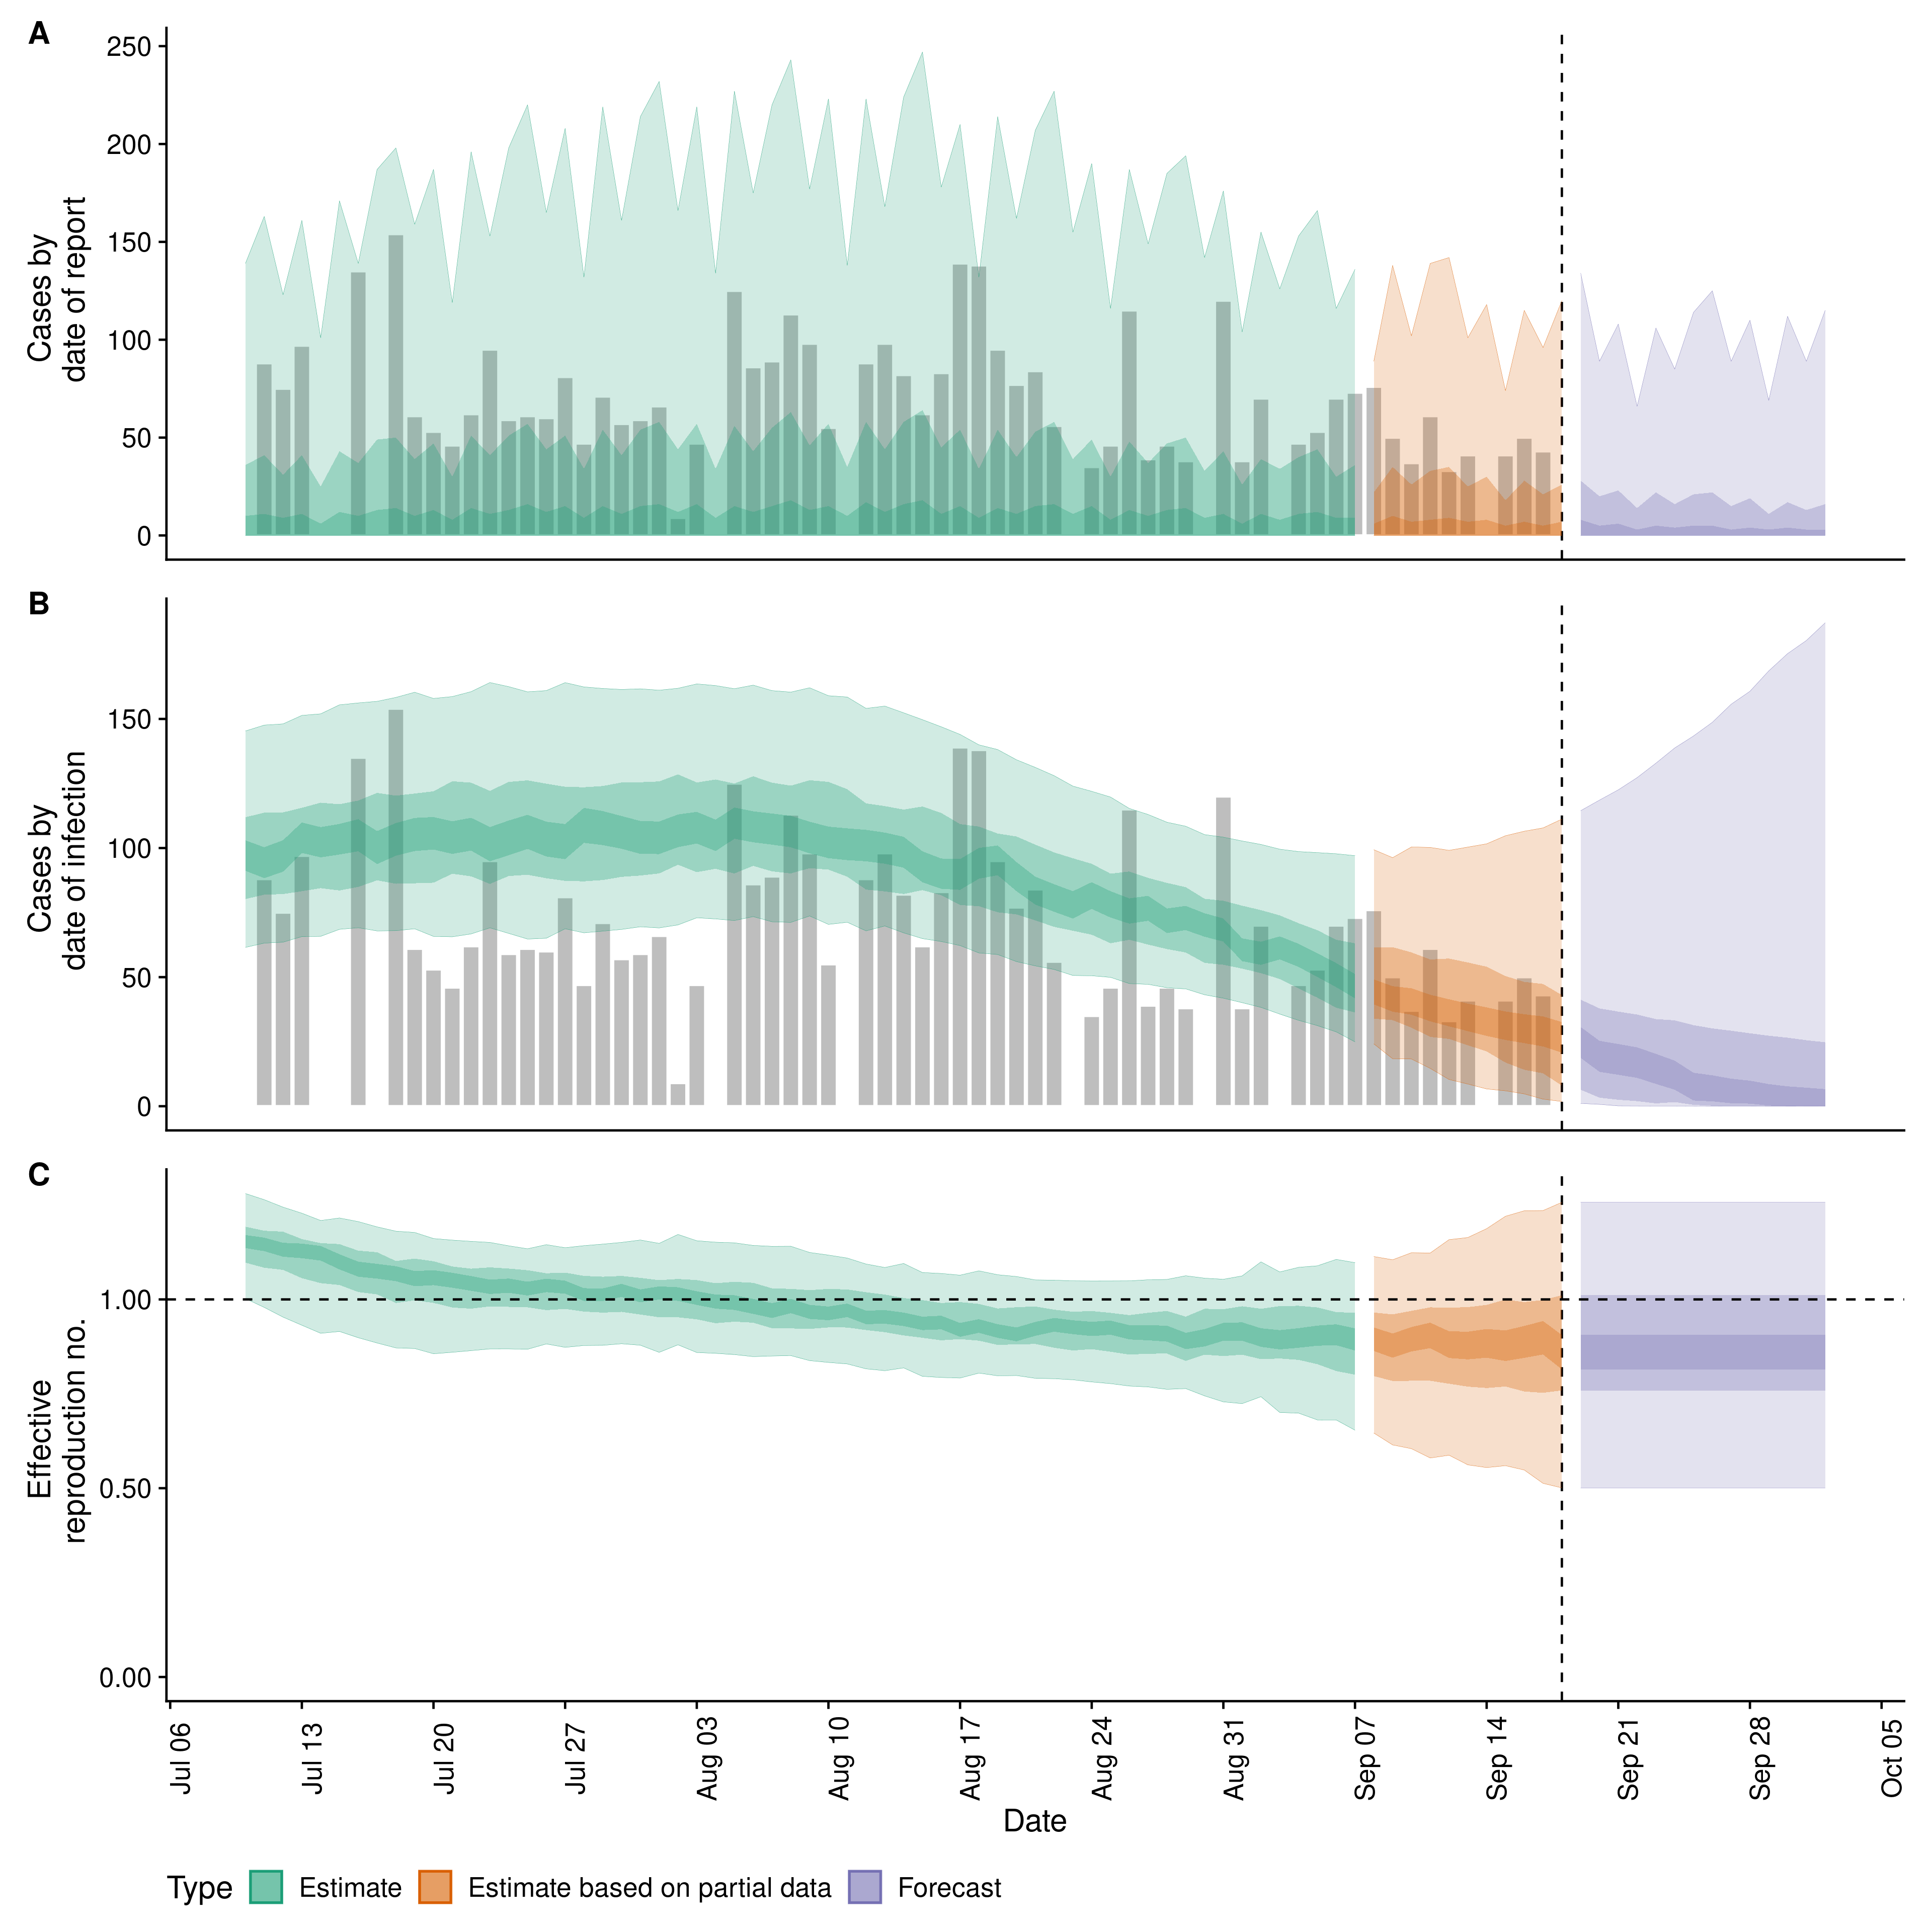 A
250
200
150
100
50
0
Cases by
date of report
B
150
100
50
0
Cases by
date of infection
C
1.00
0.50
0.00
Effective
reproduction no.
Jul 06
Jul 13
Jul 20
Jul 27
Aug 03
Aug 10
Aug 17
Aug 24
Aug 31
Sep 07
Sep 14
Sep 21
Sep 28
Oct 05
Date
Type Estimate Estimate based on partial data Forecast